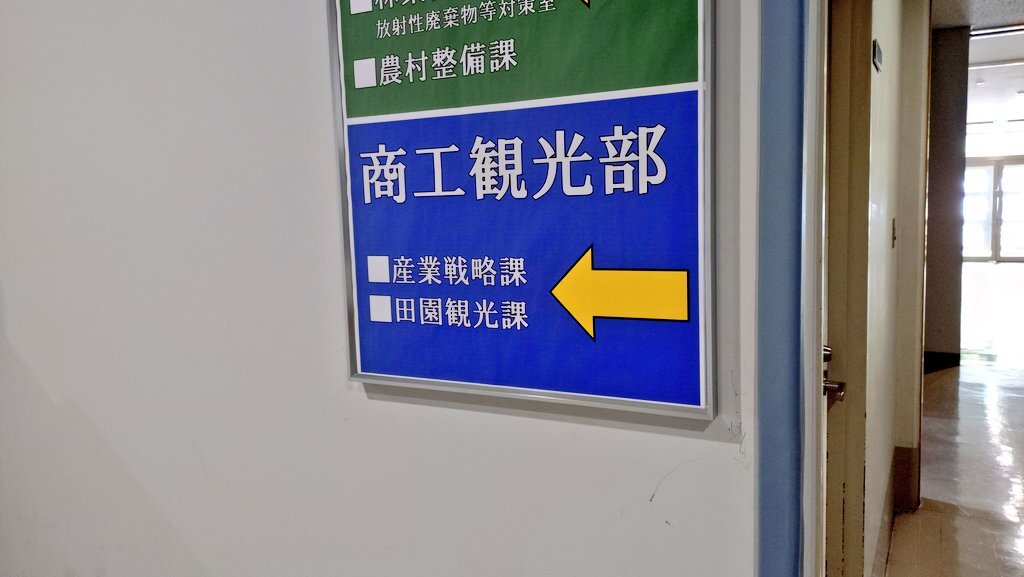 放射性廃棄物等対策室
■農村整備課
商工観光部
■産業戦略課
■田園観光課